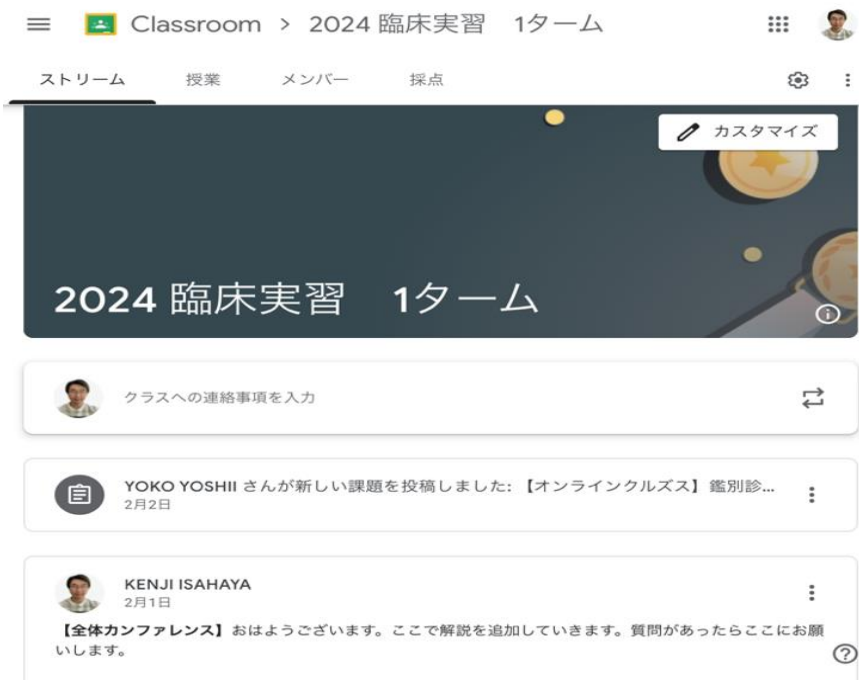 Classroom > 2024 臨床実習　1ターム
ストリーム 授業 メンバー 採点
カスタマイズ
2024 臨床実習　1ターム
クラスへの連絡事項を入力
YOKO YOSHII さんが新しい課題を投稿しました: 【オンラインクルズス】鑑別診...
2月2日
KENJI ISAHAYA
2月1日
【全体カンファレンス】おはようございます。ここで解説を追加していきます。質問があったらここにお願
いします。